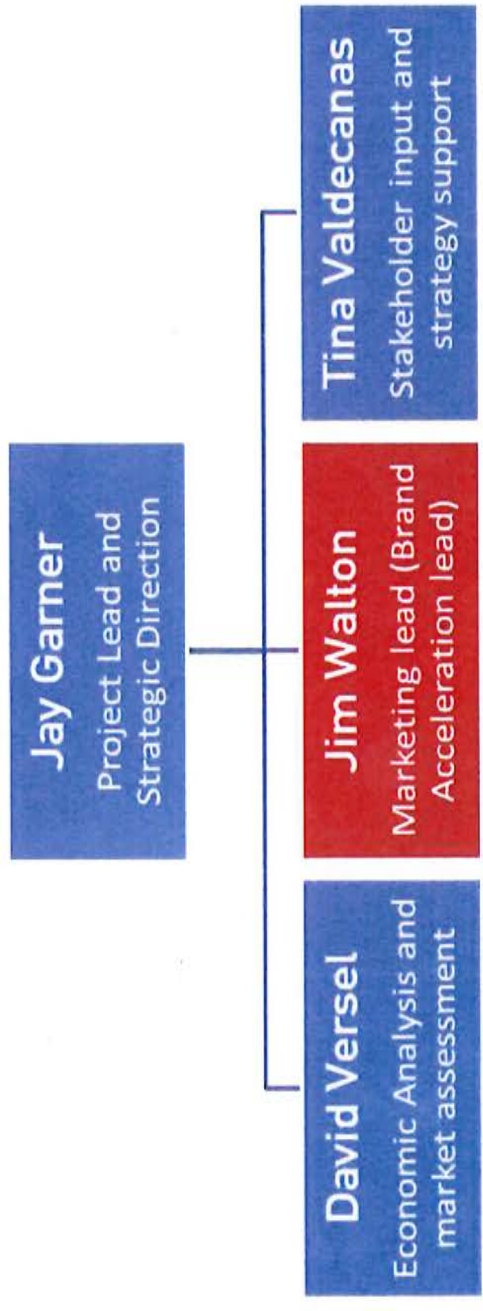 Jay Garner
Project Lead and
Strategic Direction
David Versel
Economic Analysis and
market assessment
Jim Walton
Marketing lead (Brand
Acceleration lead)
Tina Valdecanas
Stakeholder input and
strategy support